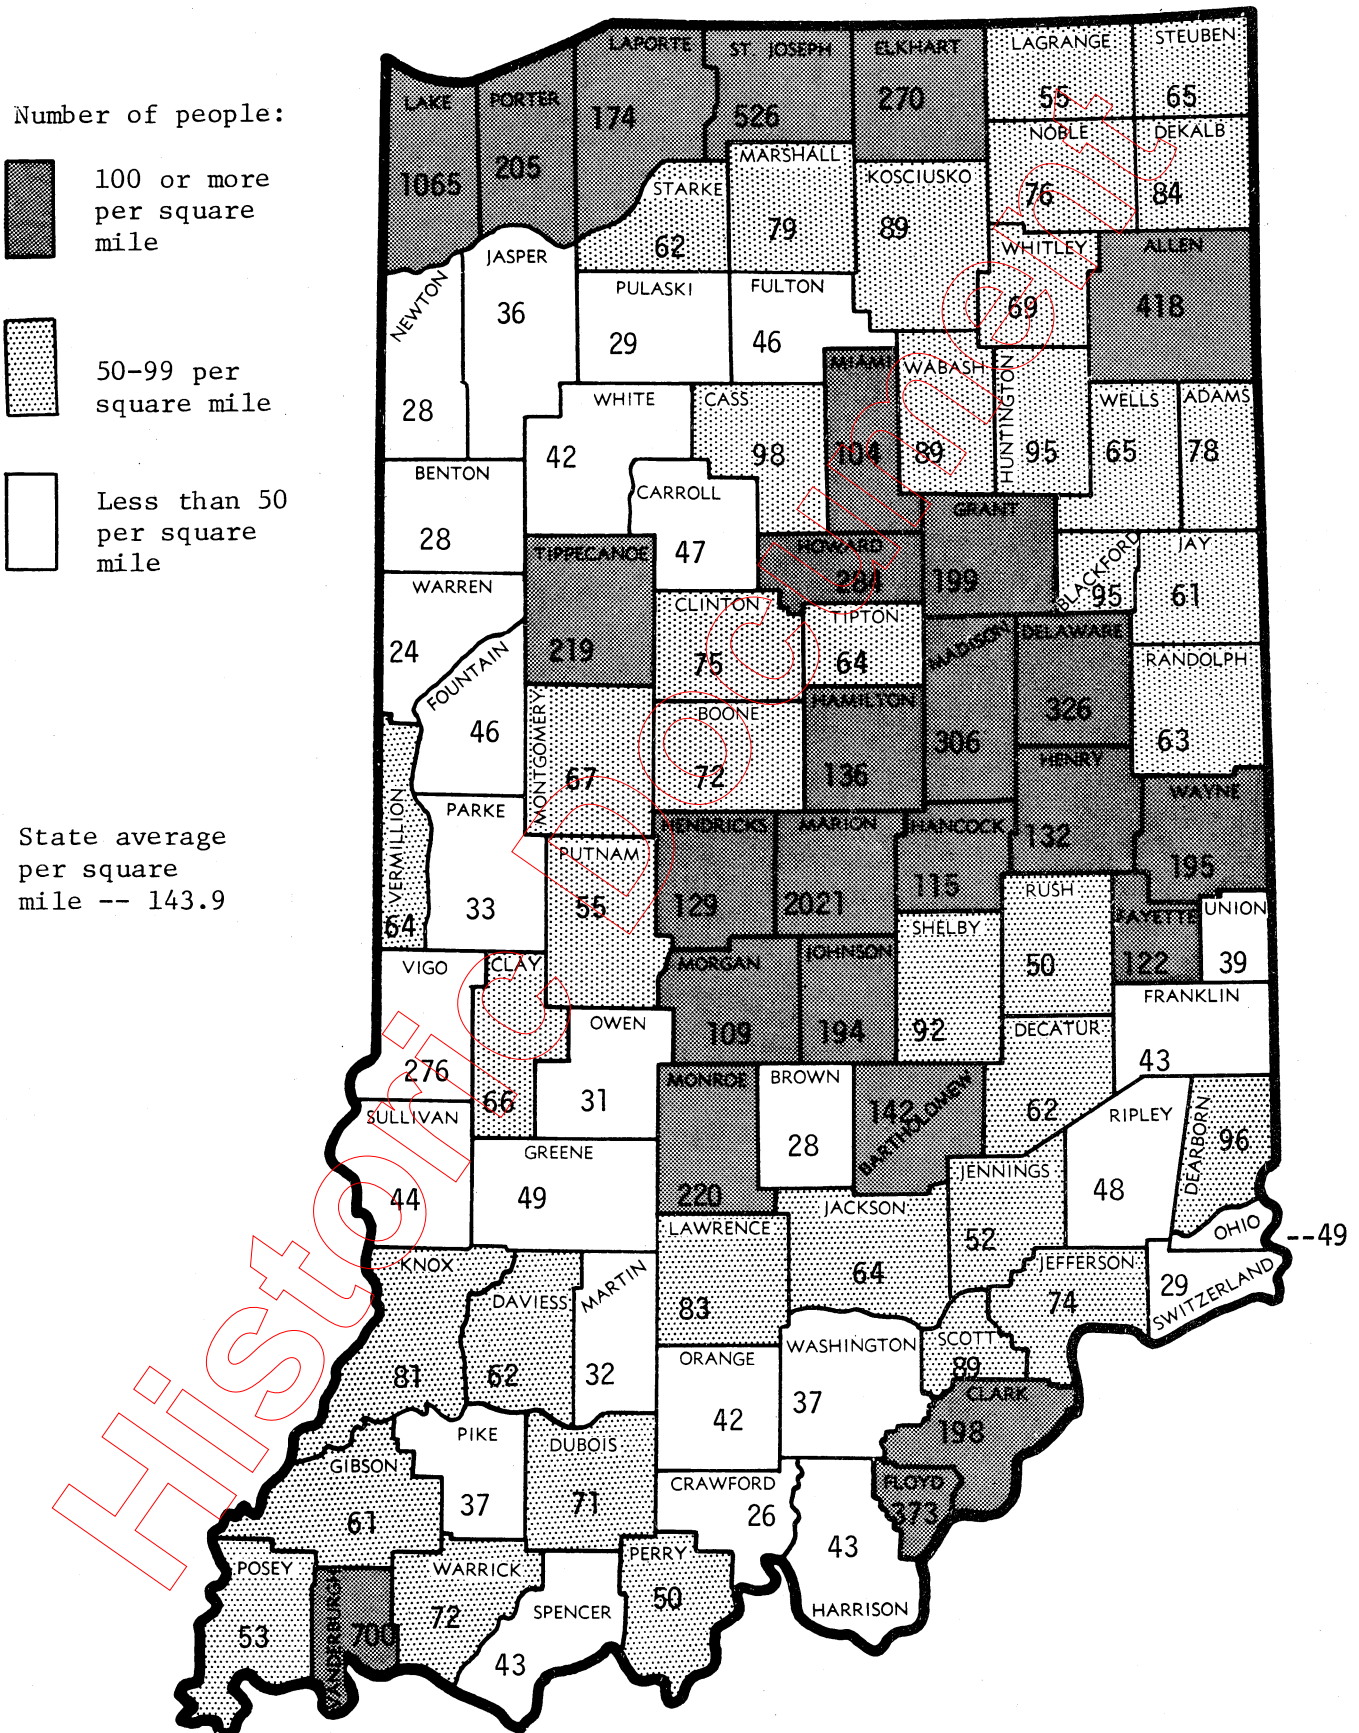 Number of people:
100 or more
per square
mile
50-99 per
square mile
Less than 50
per square
mile
State average
per square
mile -- 143.9
LAKE
1065
PORTER
205
LAPORTE
174
ST JOSEPH
526
ELKHART
270
LAGRANGE
55
STEUBEN
65
NOBLE
76
DEKALB
84
STARKE
62
MARSHALL
79
KOSCIUSKO
89
WHITLEY
69
ALLEN
418
NEWTON
28
JASPER
36
PULASKI
29
FULTON
46
MIAMI
104
WABASH
89
HUNTINGTON
95
WELLS
65
ADAMS
78
WHITE
42
CASS
98
BENTON
28
CARROLL
47
GRANT
199
TIPPECANOE
219
HOWARD
284
BLACKFORD
95
JAY
61
WARREN
24
FOUNTAIN
46
CLINTON
75
TIPTON
64
MADISON
306
DELAWARE
326
RANDOLPH
63
MONTGOMERY
67
BOONE
72
HAMILTON
136
HENRY
132
WAYNE
195
VERMILLION
64
PARKE
33
PUTNAM
55
HENDRICKS
129
MARION
2021
HANCOCK
115
RUSH
50
FAYETTE
122
UNION
39
VIGO
276
CLAY
66
OWEN
31
MORGAN
109
JOHNSON
194
SHELBY
92
DECATUR
62
FRANKLIN
43
SULLIVAN
44
GREENE
49
MONROE
220
BROWN
28
142
BARTHOLOMEW
JENNINGS
52
RIPLEY
48
DEARBORN
96
OHIO
--49
KNOX
81
DAVIESS
62
MARTIN
32
LAWRENCE
83
JACKSON
64
JEFFERSON
74
29
SWITZERLAND
ORANGE
42
WASHINGTON
37
SCOTT
89
CLARK
198
GIBSON
61
PIKE
37
DUBOIS
71
CRAWFORD
26
FLOYD
373
43
HARRISON
POSEY
53
VANDERBURGH
700
WARRICK
72
SPENCER
43
PERRY
50
Historic Document